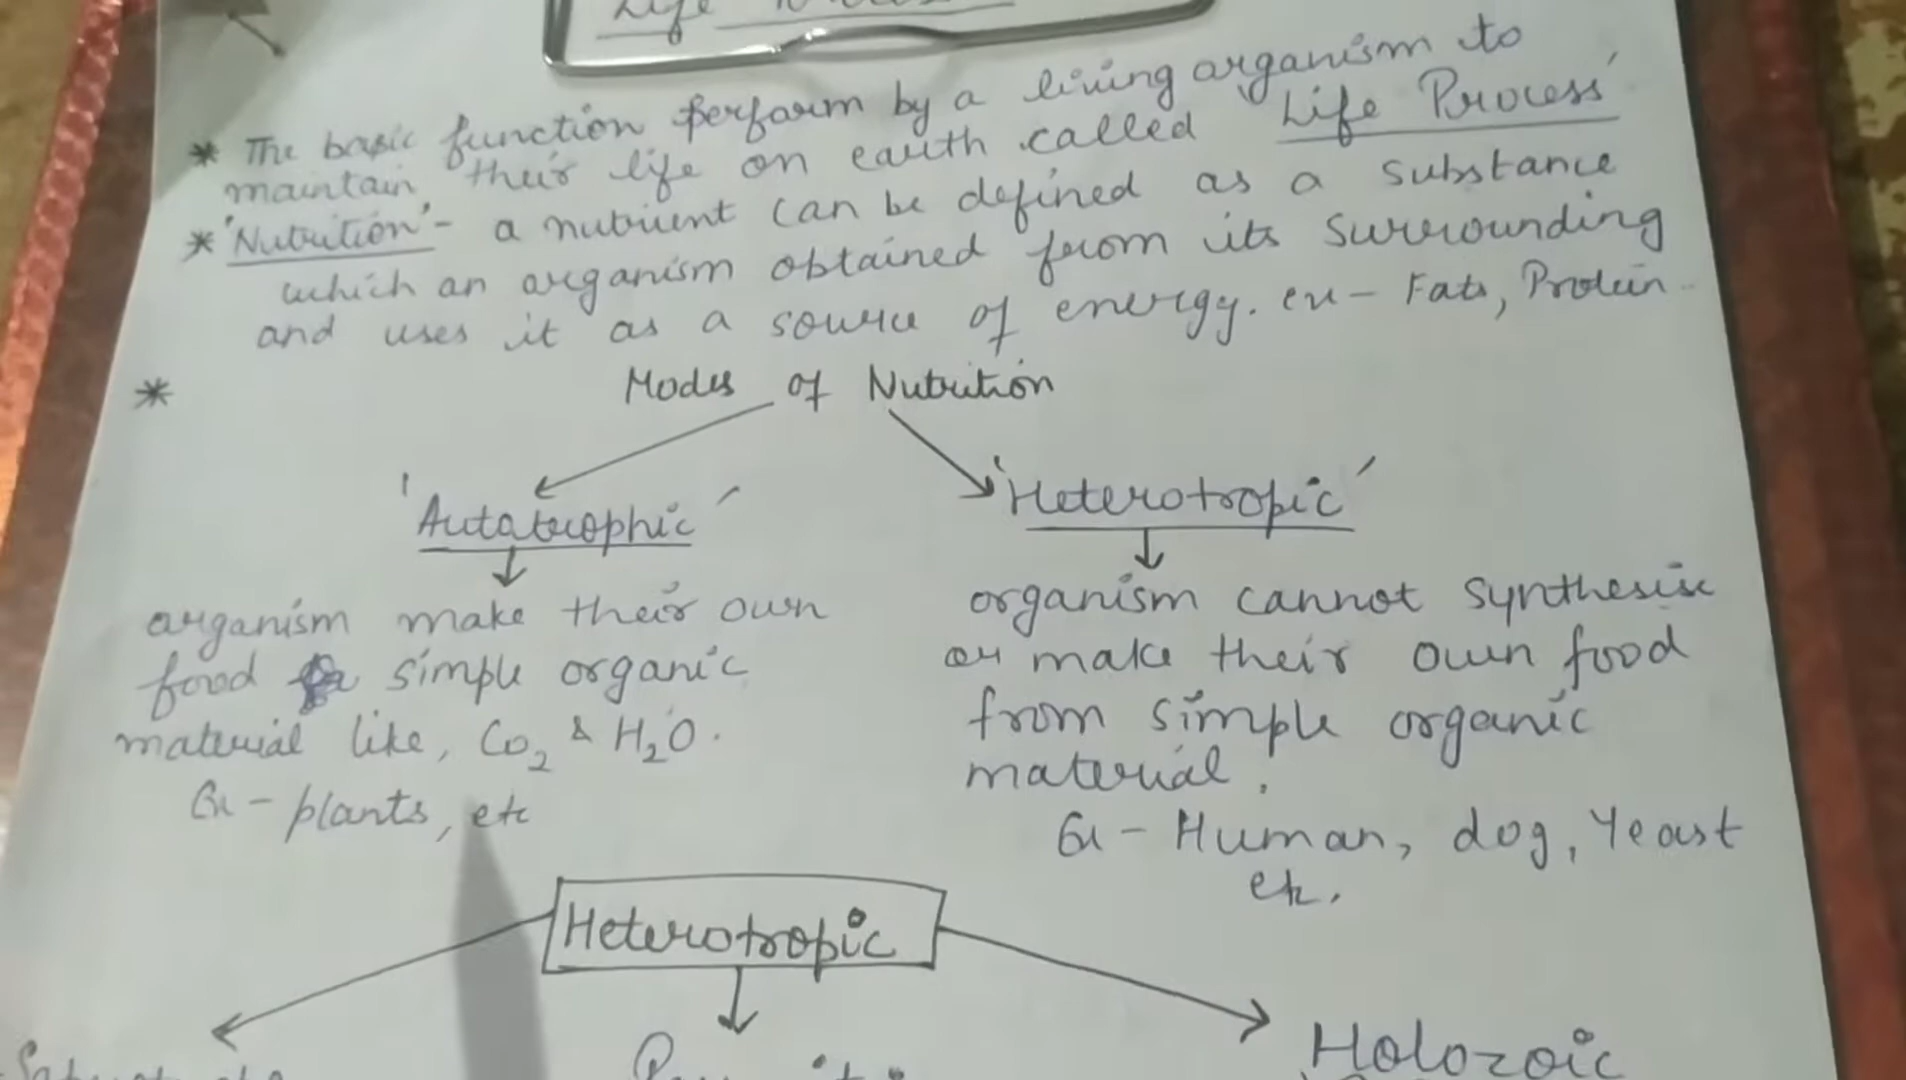 Life
* The basic function perform by a living organism to
maintain their life on earth called 'Life Process'
* 'Nutrition' - a nutrient can be defined as a substance
which an organism obtained from its surrounding
and uses it as a source of energy. ex - Fats, Protein
* Modes of Nutrition
'Autotrophic'
'Heterotropic'
organism make their own
food simple organic
material like, Co2 & H2O.
Ex - plants, etc
organism cannot synthesise
or make their own food
from simple organic
material.
Ex - Human, dog, Yeast
etc.
Heterotropic
Holozoic